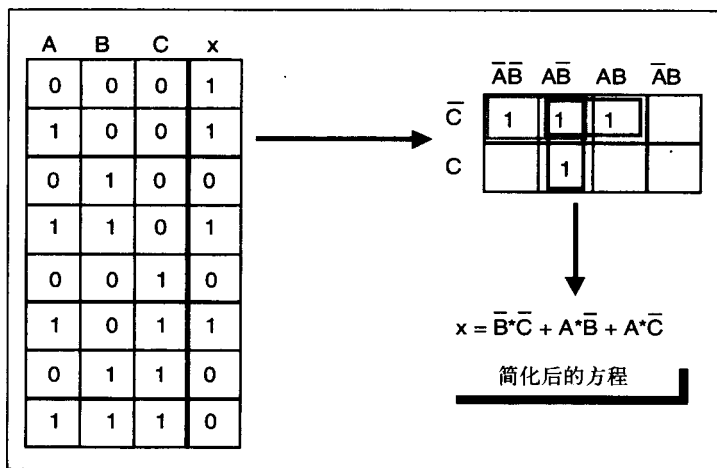 A B C x
0 0 0 1
1 0 0 1
0 1 0 0
1 1 0 1
0 0 1 0
1 0 1 1
0 1 1 0
1 1 1 0
A̅B̅ AB̅ AB A̅B
C̅ 1 1 1
C 1
x = B̅*C̅ + A*B̅ + A*C̅
简化后的方程